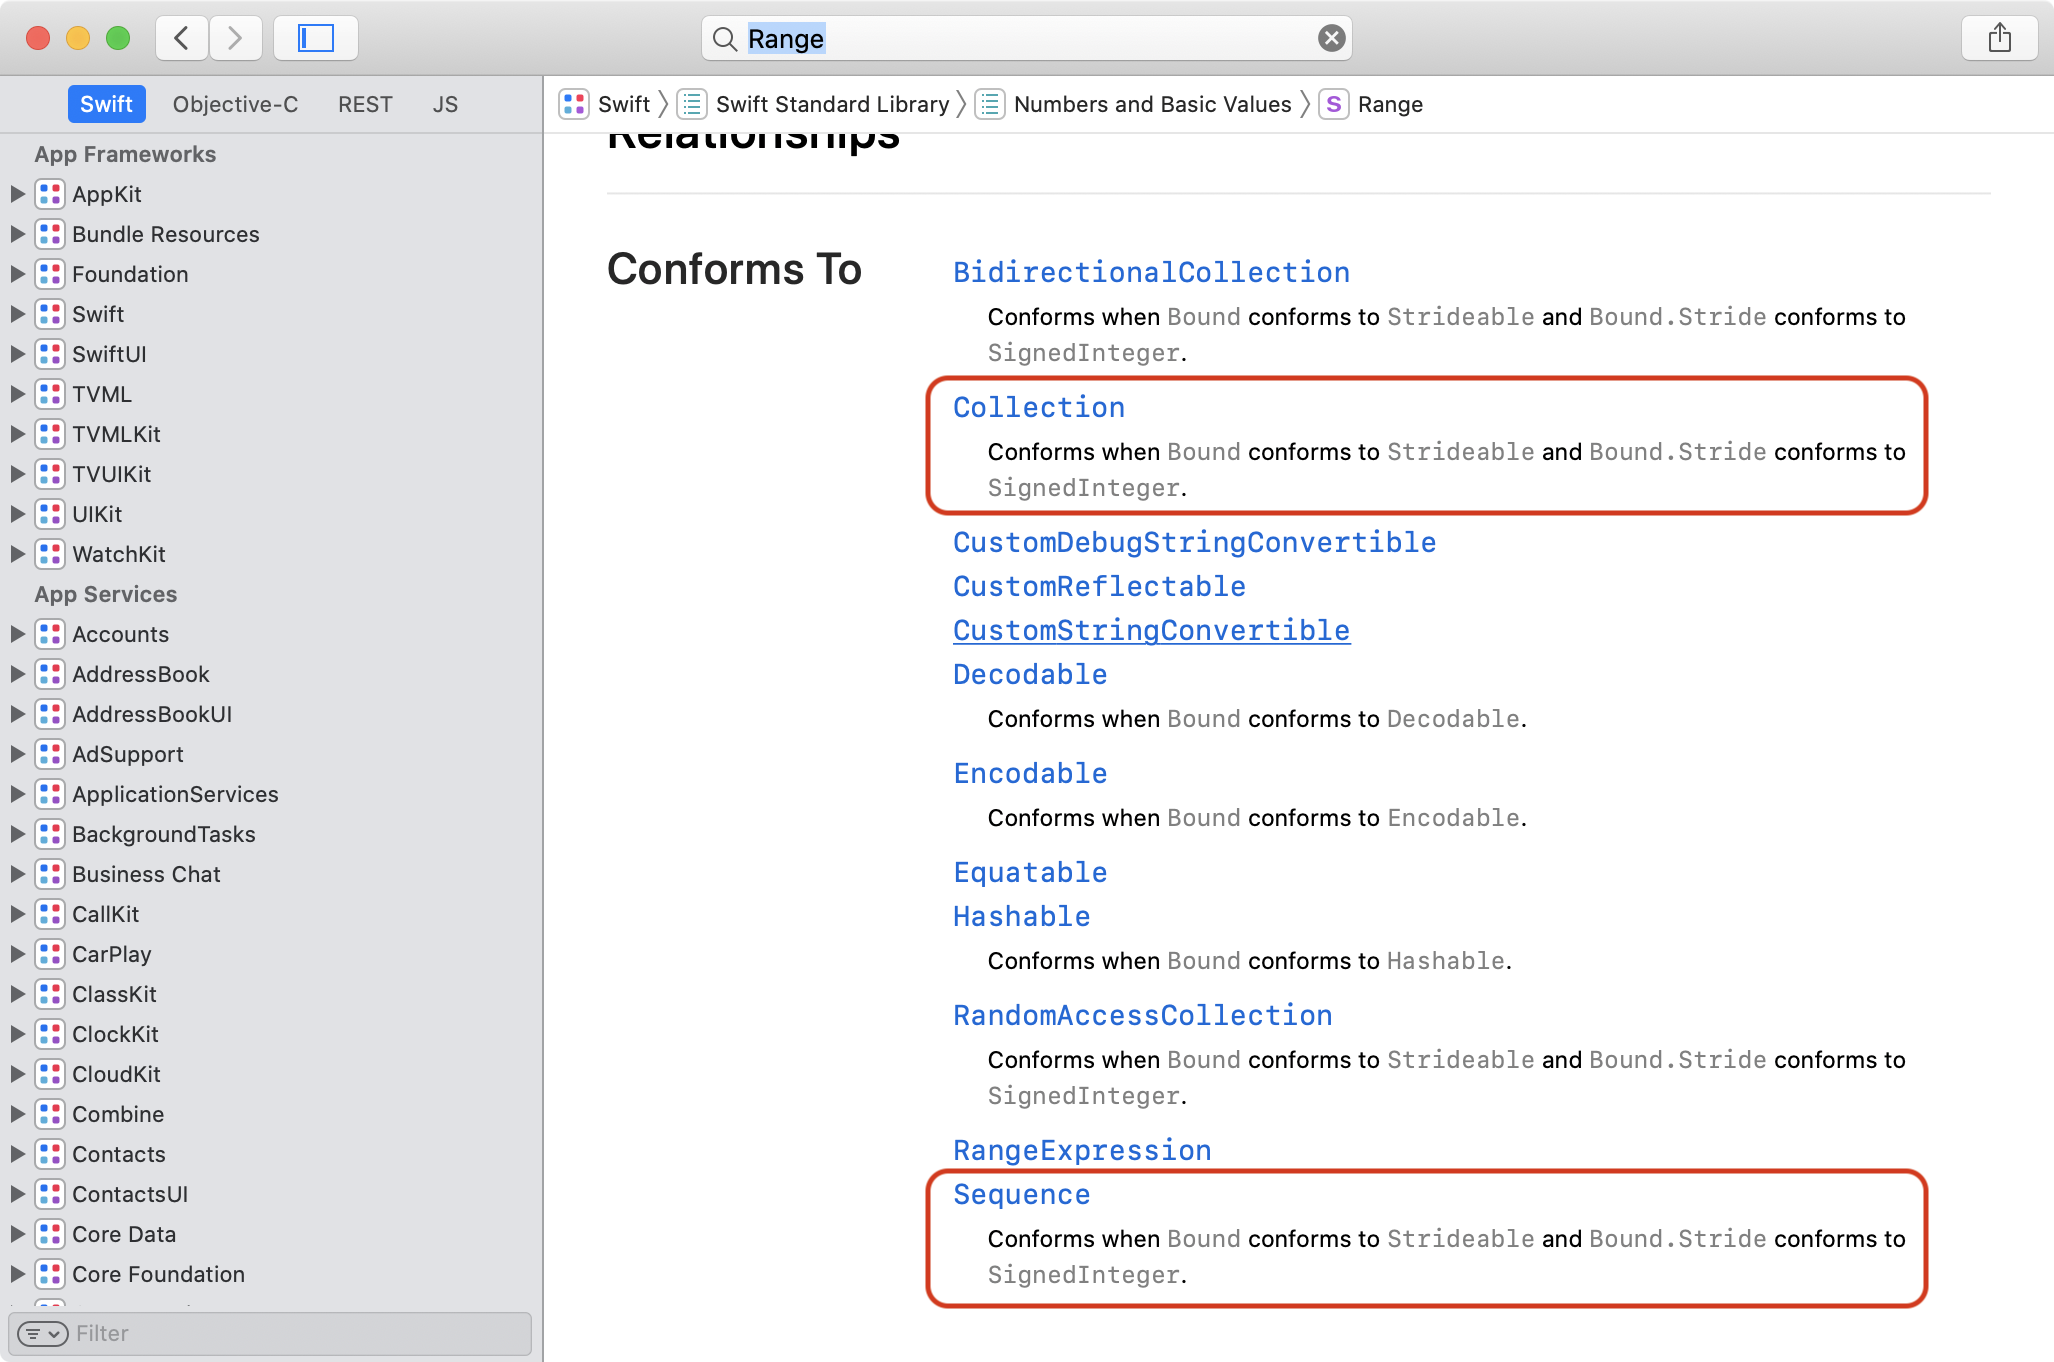 Range
Swift Objective-C REST JS
Swift Swift Standard Library Numbers and Basic Values S Range
App Frameworks
AppKit
Bundle Resources
Foundation
Swift
SwiftUI
TVML
TVMLKit
TVUIKit
UIKit
WatchKit
App Services
Accounts
AddressBook
AddressBookUI
AdSupport
ApplicationServices
BackgroundTasks
Business Chat
CallKit
CarPlay
ClassKit
ClockKit
CloudKit
Combine
Contacts
ContactsUI
Core Data
Core Foundation
Filter
Relationships
Conforms To
BidirectionalCollection
Conforms when Bound conforms to Strideable and Bound.Stride conforms to
SignedInteger.
Collection
Conforms when Bound conforms to Strideable and Bound.Stride conforms to
SignedInteger.
CustomDebugStringConvertible
CustomReflectable
CustomStringConvertible
Decodable
Conforms when Bound conforms to Decodable.
Encodable
Conforms when Bound conforms to Encodable.
Equatable
Hashable
Conforms when Bound conforms to Hashable.
RandomAccessCollection
Conforms when Bound conforms to Strideable and Bound.Stride conforms to
SignedInteger.
RangeExpression
Sequence
Conforms when Bound conforms to Strideable and Bound.Stride conforms to
SignedInteger.